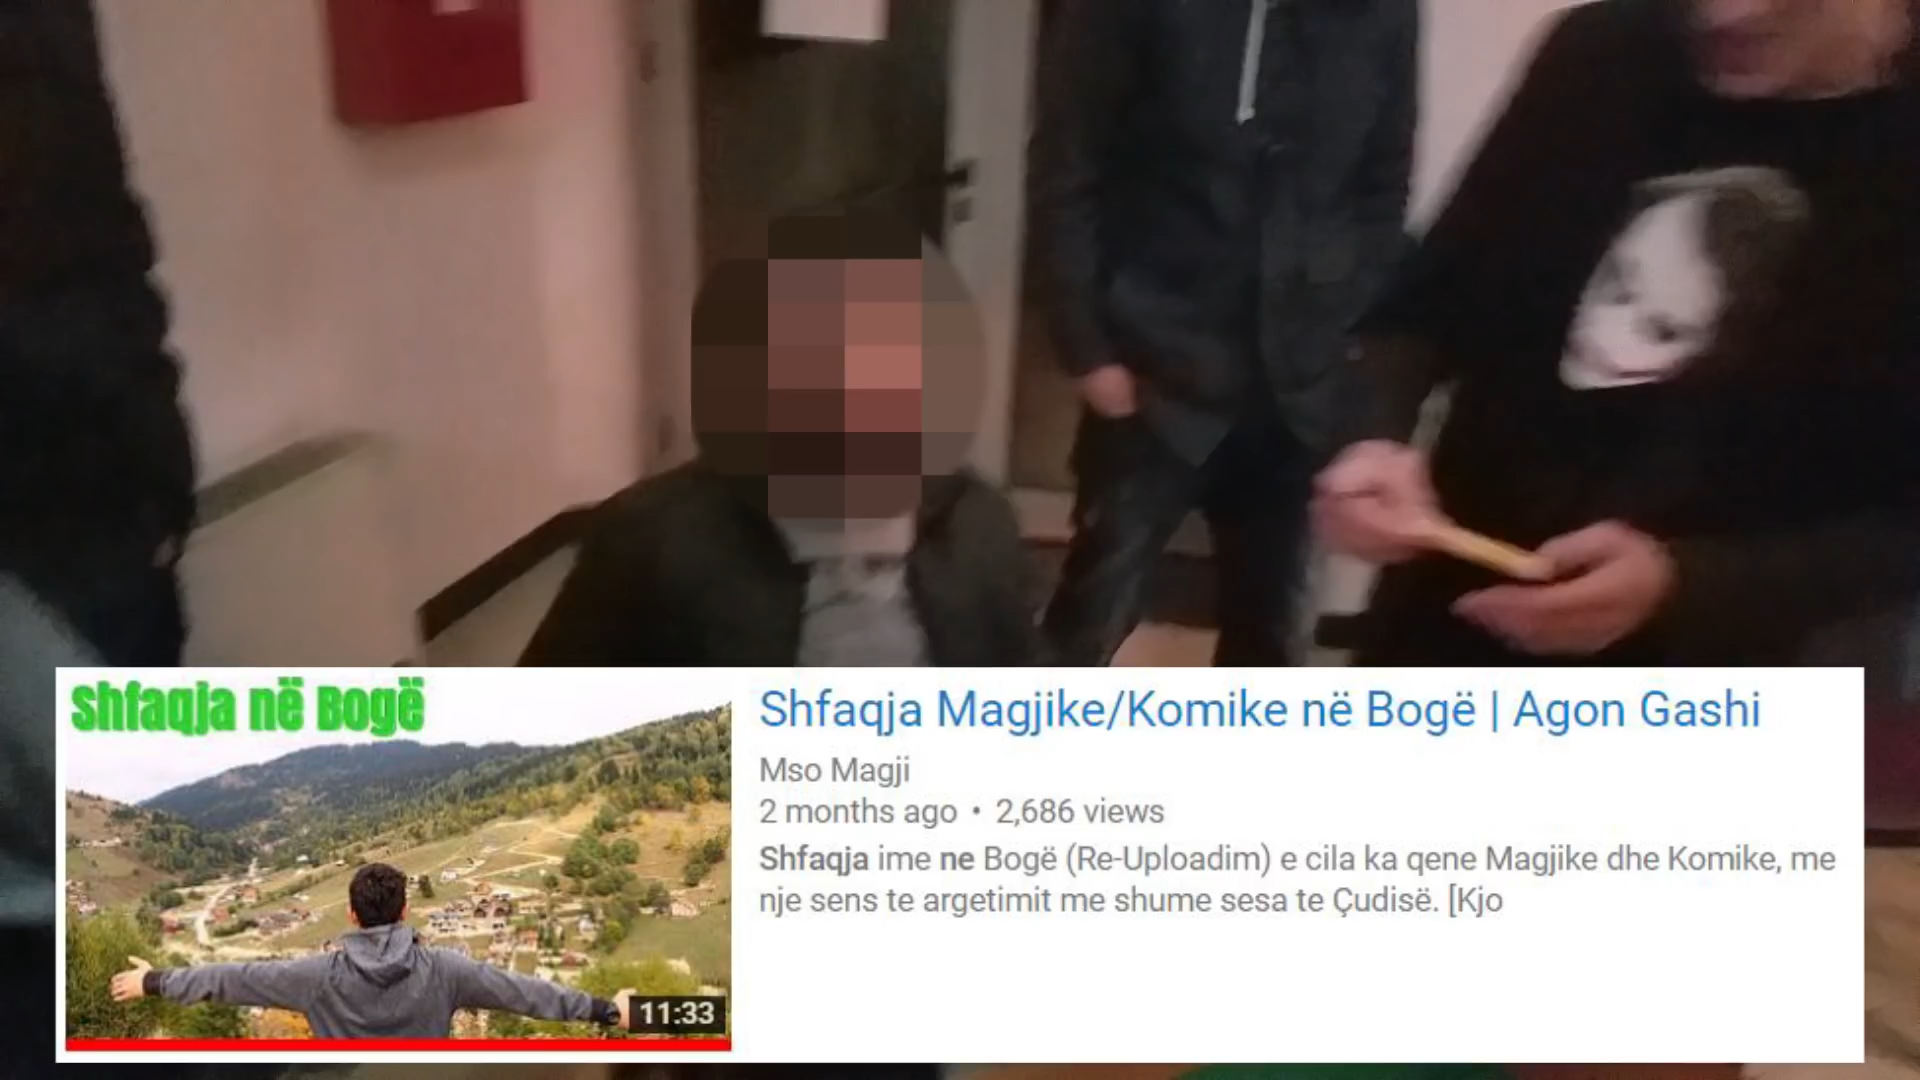 Shfaqja në Bogë
11:33
Shfaqja Magjike/Komike në Bogë | Agon Gashi
Mso Magji
2 months ago • 2,686 views
Shfaqja ime ne Bogë (Re-Uploadim) e cila ka qene Magjike dhe Komike, me
nje sens te argetimit me shume sesa te Çudisë. [Kjo